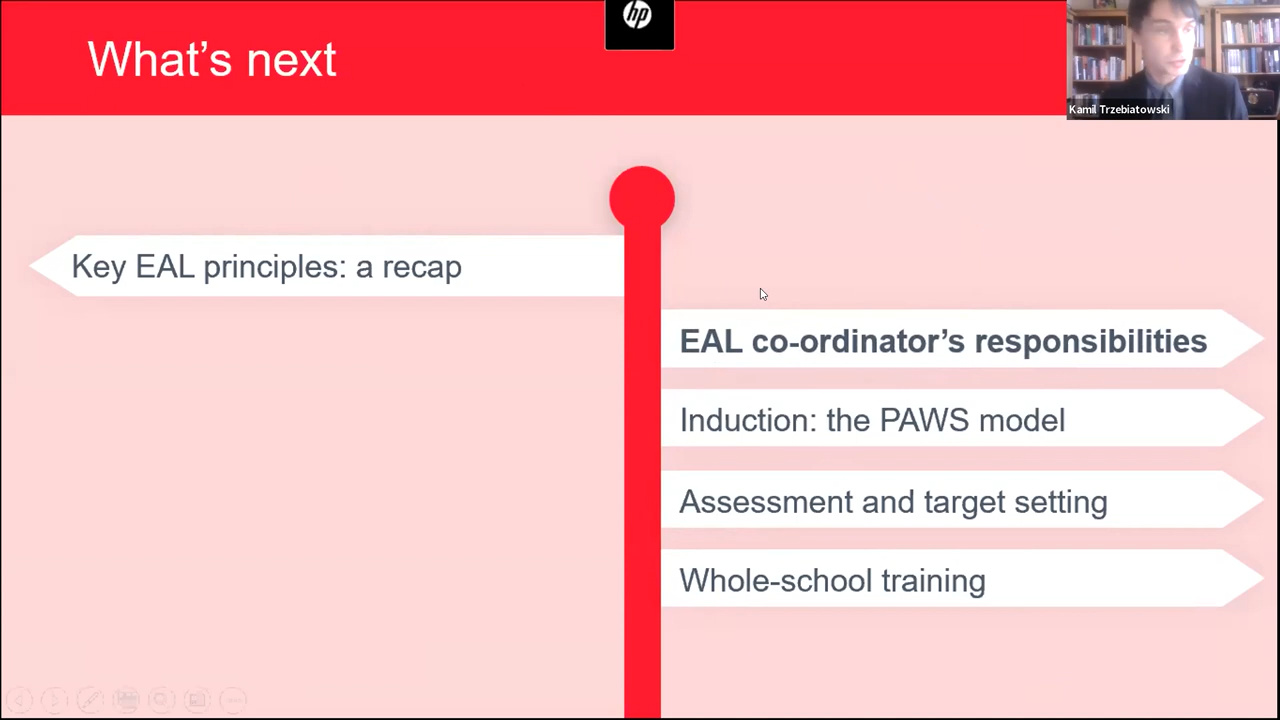 hp
What's next
Kamil Trzebiatowski
Key EAL principles: a recap
EAL co-ordinator's responsibilities
Induction: the PAWS model
Assessment and target setting
Whole-school training